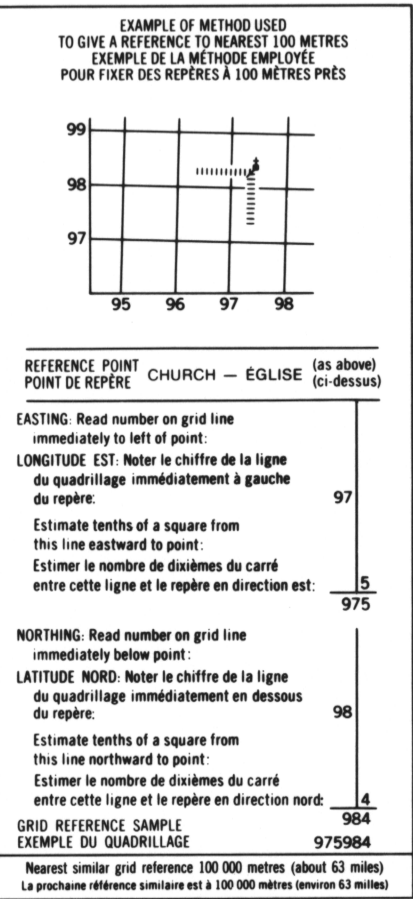 EXAMPLE OF METHOD USED
TO GIVE A REFERENCE TO NEAREST 100 METRES
EXEMPLE DE LA MÉTHODE EMPLOYÉE
POUR FIXER DES REPÈRES À 100 MÈTRES PRÈS
99
98
97
95 96 97 98
REFERENCE POINT
POINT DE REPÈRE
CHURCH – ÉGLISE
(as above)
(ci-dessus)
EASTING: Read number on grid line
immediately to left of point:
LONGITUDE EST: Noter le chiffre de la ligne
du quadrillage immédiatement à gauche
du repère: 97
Estimate tenths of a square from
this line eastward to point:
Estimer le nombre de dixièmes du carré
entre cette ligne et le repère en direction est: 5
975
NORTHING: Read number on grid line
immediately below point:
LATITUDE NORD: Noter le chiffre de la ligne
du quadrillage immédiatement en dessous
du repère: 98
Estimate tenths of a square from
this line northward to point:
Estimer le nombre de dixièmes du carré
entre cette ligne et le repère en direction nord: 4
984
GRID REFERENCE SAMPLE
EXEMPLE DU QUADRILLAGE 975984
Nearest similar grid reference 100 000 metres (about 63 miles)
La prochaine référence similaire est à 100 000 mètres (environ 63 milles)